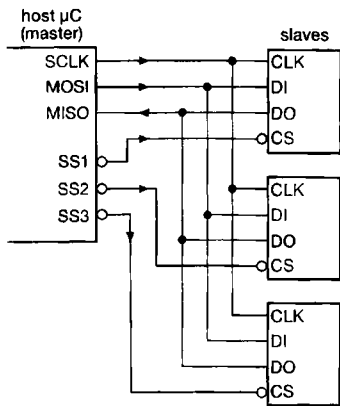 host µC
(master)
slaves
SCLK
MOSI
MISO
SS1
SS2
SS3
CLK
DI
DO
CS
CLK
DI
DO
CS
CLK
DI
DO
CS